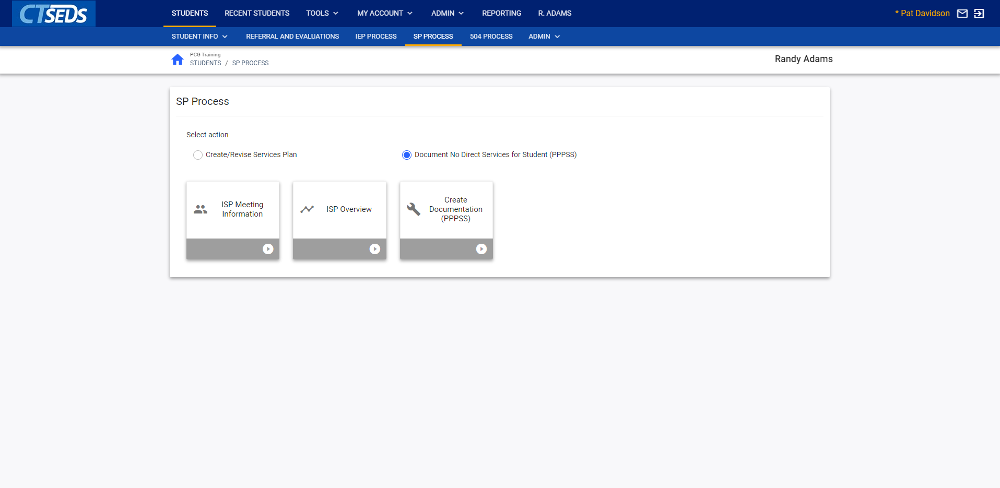 CTSEDS
STUDENTS RECENT STUDENTS TOOLS MY ACCOUNT ADMIN REPORTING R. ADAMS
* Pat Davidson
STUDENT INFO REFERRAL AND EVALUATIONS IEP PROCESS SP PROCESS 504 PROCESS ADMIN
PCG Training
STUDENTS / SP PROCESS
Randy Adams
SP Process
Select action
Create/Revise Services Plan
Document No Direct Services for Student (PPPSS)
ISP Meeting
Information
ISP Overview
Create
Documentation
(PPPSS)